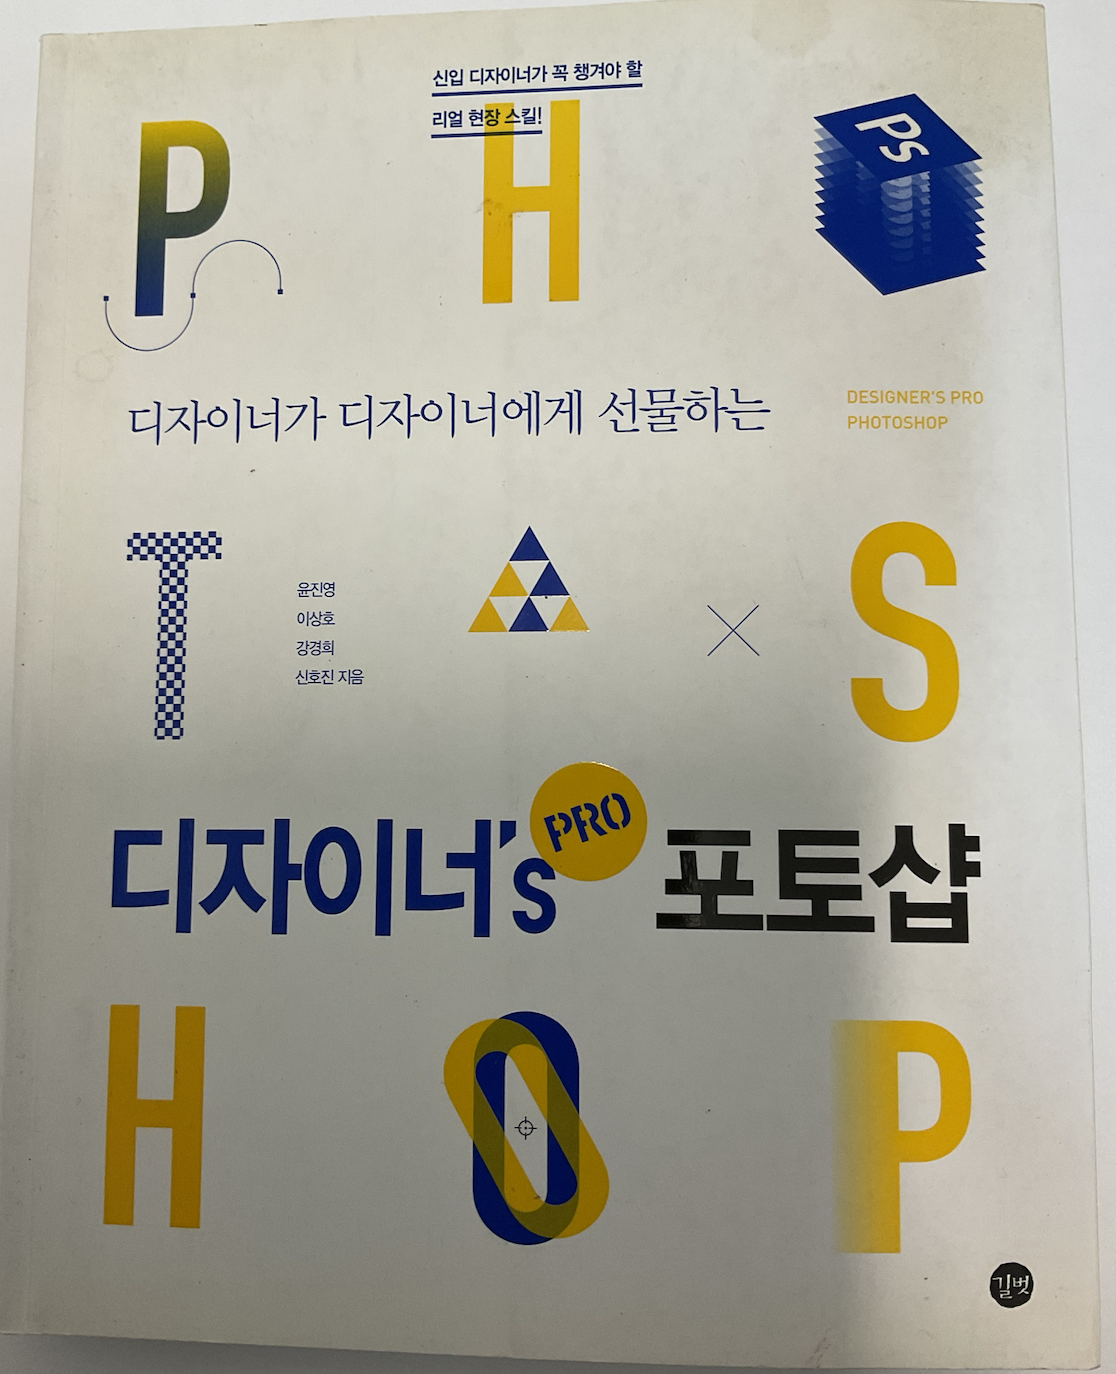 신입 디자이너가 꼭 챙겨야 할
리얼 현장 스킬!
P H
PS
디자이너가 디자이너에게 선물하는
DESIGNER'S PRO
PHOTOSHOP
T S
윤진영
이상호
강경희
신호진 지음
디자이너's PRO 포토샵
H O P
길벗